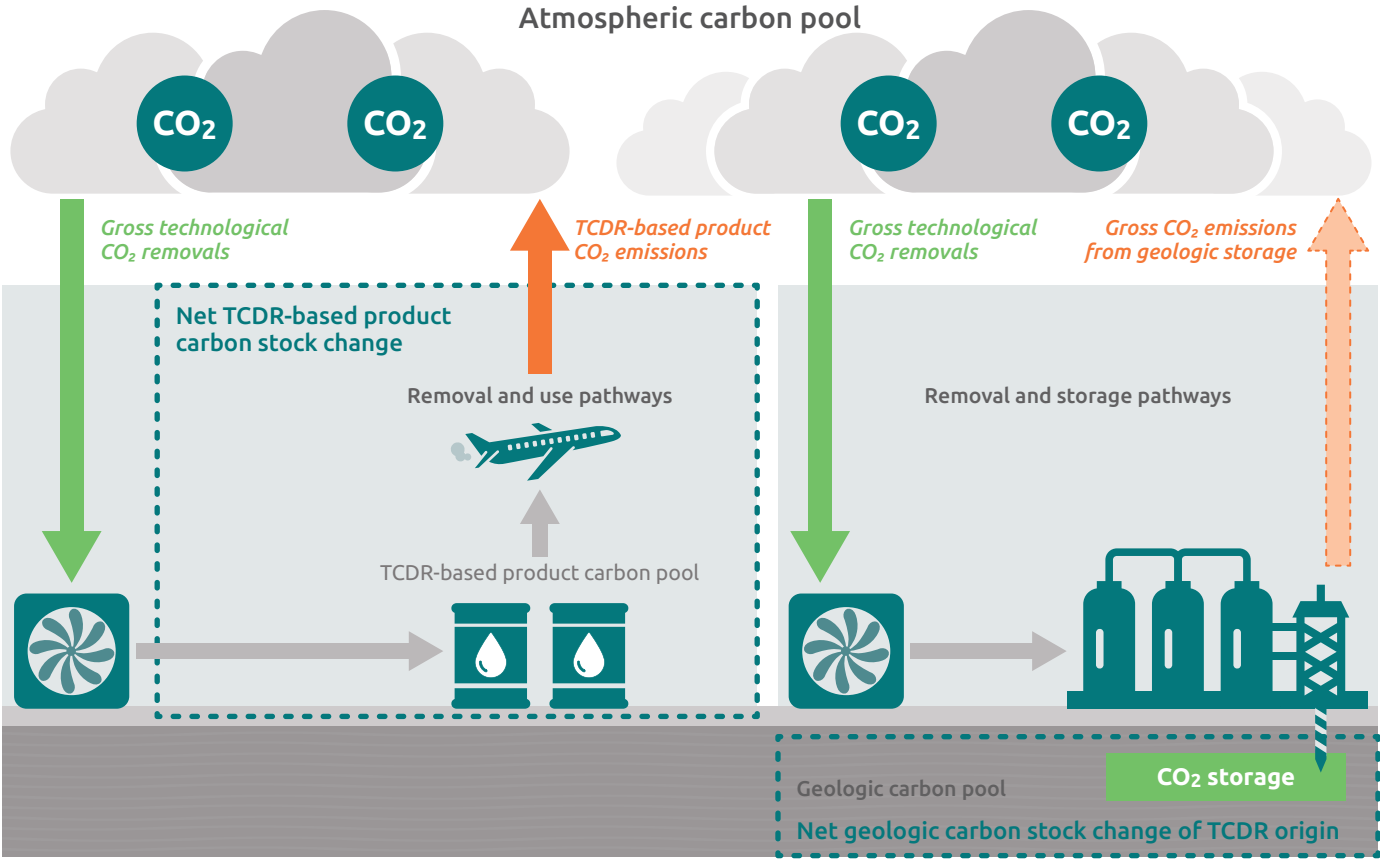 Atmospheric carbon pool
CO₂
CO₂
CO₂
CO₂
Gross technological
CO₂ removals
TCDR-based product
CO₂ emissions
Gross technological
CO₂ removals
Gross CO₂ emissions
from geologic storage
Net TCDR-based product
carbon stock change
Removal and use pathways
Removal and storage pathways
TCDR-based product carbon pool
CO₂ storage
Geologic carbon pool
Net geologic carbon stock change of TCDR origin